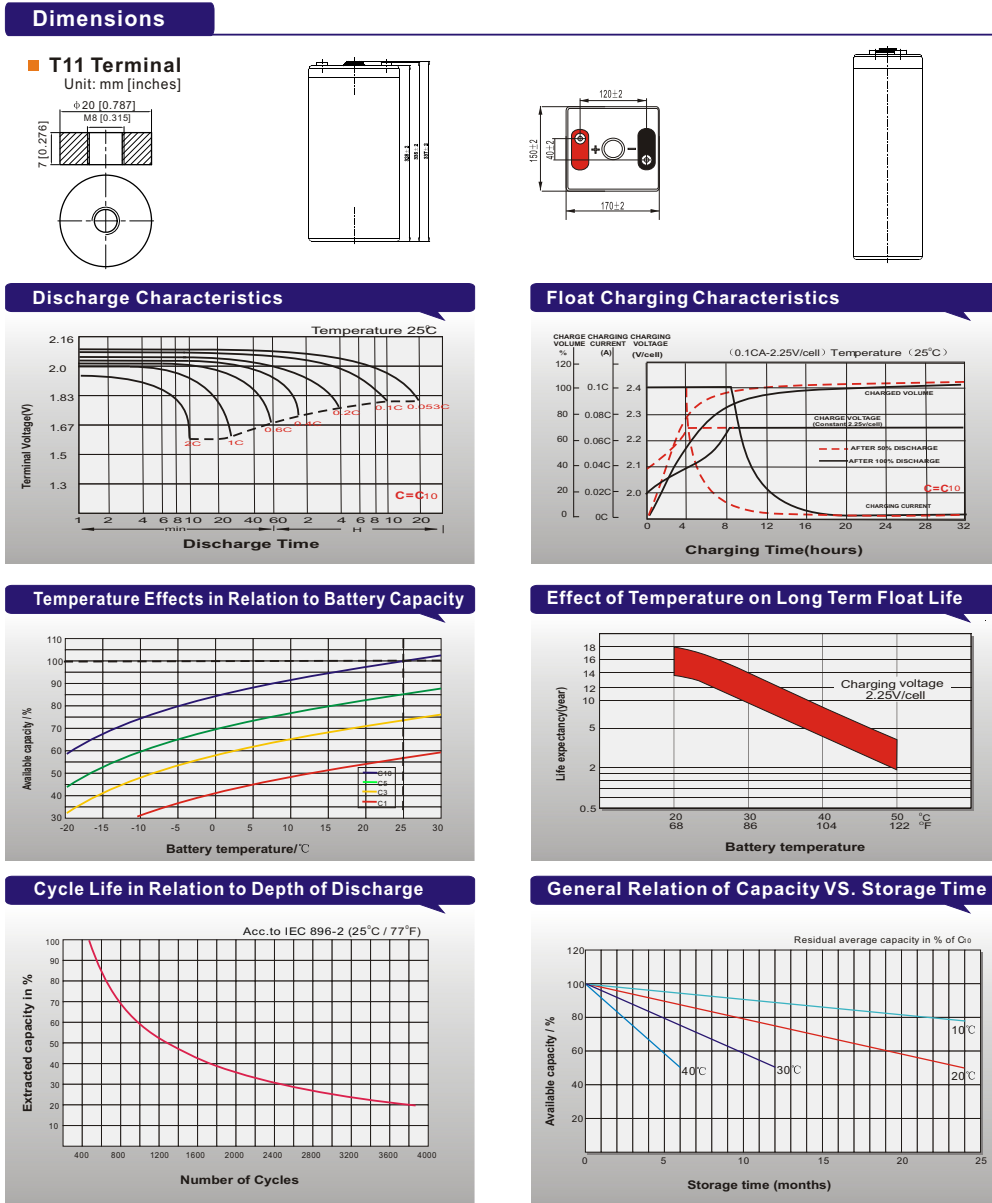 Dimensions
T11 Terminal
Unit: mm [inches]
ϕ20 [0.787]
M8 [0.315]
7 [0.276]
120±2
150±2
40±2
+
−
170±2
Discharge Characteristics
Temperature 25°C
Terminal Voltage(V)
2.16
2.0
1.83
1.67
1.5
1.3
2C 1C 0.6C 0.4C 0.2C 0.1C 0.053C
C=C10
1 2 4 6 8 10 20 40 60 2 4 6 8 10 20
min H
Discharge Time
Float Charging Characteristics
CHARGE CHARGING CHARGING
VOLUME CURRENT VOLTAGE
% (A) (V/cell)
(0.1CA-2.25V/cell) Temperature (25°C)
120
100 0.1C 2.4
80 0.08C 2.3
60 0.06C 2.2
40 0.04C 2.1
20 0.02C 2.0
0 0C
CHARGED VOLUME
CHARGE VOLTAGE
(Constant 2.25v/cell)
AFTER 50% DISCHARGE
AFTER 100% DISCHARGE
C=C10
CHARGING CURRENT
0 4 8 12 16 20 24 28 32
Charging Time(hours)
Temperature Effects in Relation to Battery Capacity
Available capacity / %
110
100
90
80
70
60
50
40
30
C10
C5
C3
C1
-20 -15 -10 -5 0 5 10 15 20 25 30
Battery temperature/℃
Effect of Temperature on Long Term Float Life
Life expectancy(year)
18
16
14
12
10
5
2
0.5
Charging voltage
2.25V/cell
20 30 40 50 °C
68 86 104 122 °F
Battery temperature
Cycle Life in Relation to Depth of Discharge
Acc.to IEC 896-2 (25°C / 77°F)
Extracted capacity in %
100
90
80
70
60
50
40
30
20
10
400 800 1200 1600 2000 2400 2800 3200 3600 4000
Number of Cycles
General Relation of Capacity VS. Storage Time
Residual average capacity in % of C10
Available capacity / %
120
100
80
60
40
20
10℃
20℃
30℃
40℃
0 5 10 15 20 25
Storage time (months)